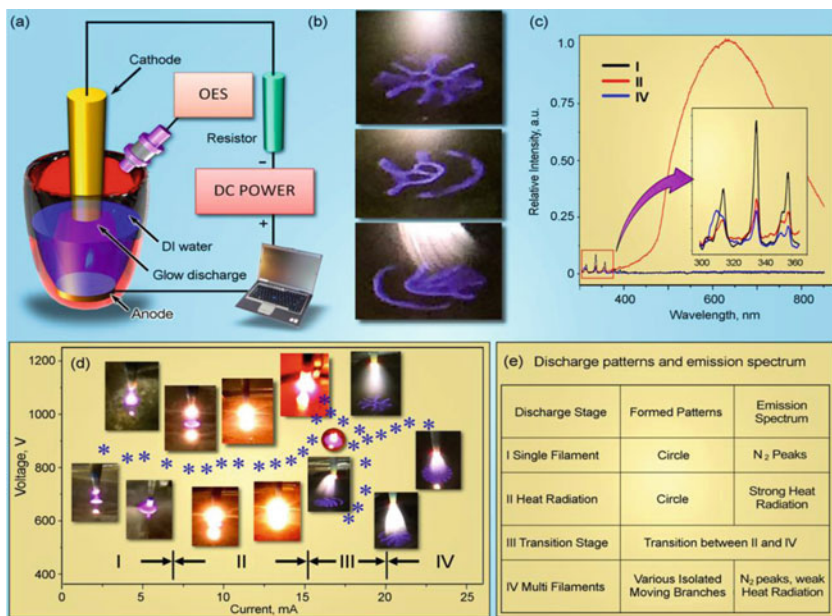 (a)
Cathode
OES
Resistor
−
DC POWER
+
DI water
Glow discharge
Anode
(b)
(c)
Relative Intensity, a.u.
1.0
0.75
0.50
0.25
0
I
II
IV
300 320 340 360
400 600 800
Wavelength, nm
(d)
Voltage, V
1200
1000
800
600
400
I II III IV
0 5 10 15 20 25
Current, mA
(e) Discharge patterns and emission spectrum
Discharge Stage
Formed Patterns
Emission
Spectrum
I Single Filament
Circle
N2 Peaks
II Heat Radiation
Circle
Strong Heat
Radiation
III Transition Stage
Transition between II and IV
IV Multi Filaments
Various Isolated
Moving Branches
N2 peaks, weak
Heat Radiation